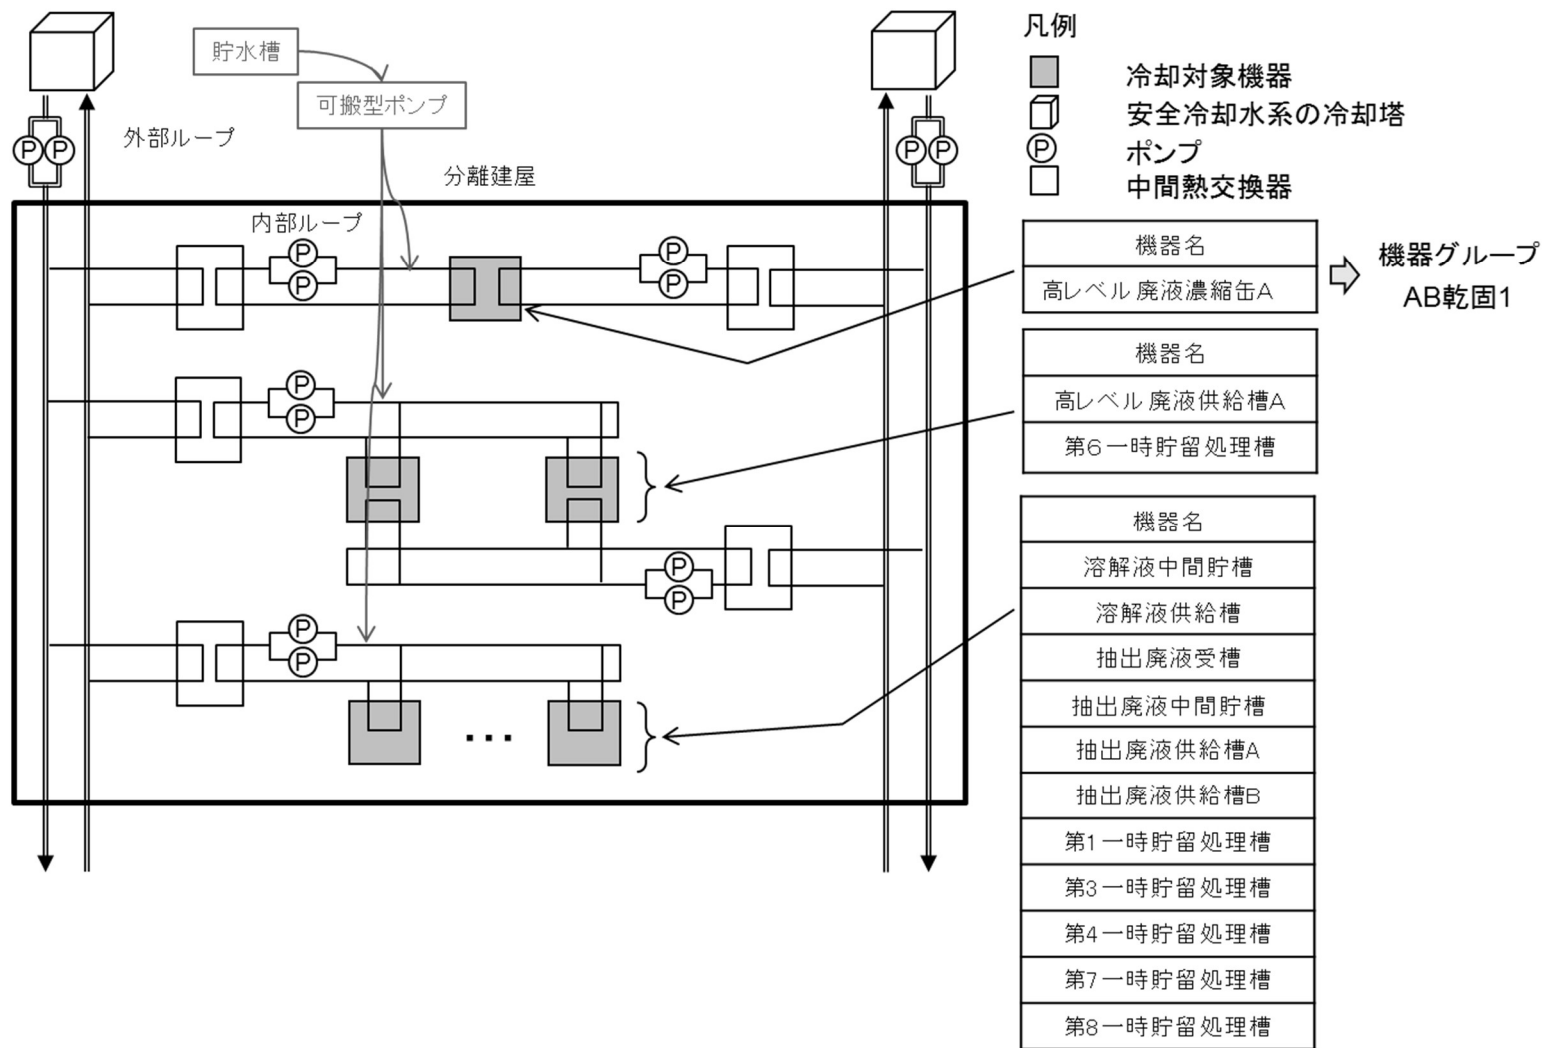 貯水槽
可搬型ポンプ
外部ループ
分離建屋
内部ループ
P P
P P
P
P
P
P
P
P
P
P
P
P
凡例
冷却対象機器
安全冷却水系の冷却塔
P ポンプ
中間熱交換器
機器名
高レベル廃液濃縮缶A
機器グループ
AB乾固1
機器名
高レベル廃液供給槽A
第6一時貯留処理槽
機器名
溶解液中間貯槽
溶解液供給槽
抽出廃液受槽
抽出廃液中間貯槽
抽出廃液供給槽A
抽出廃液供給槽B
第1一時貯留処理槽
第3一時貯留処理槽
第4一時貯留処理槽
第7一時貯留処理槽
第8一時貯留処理槽
...